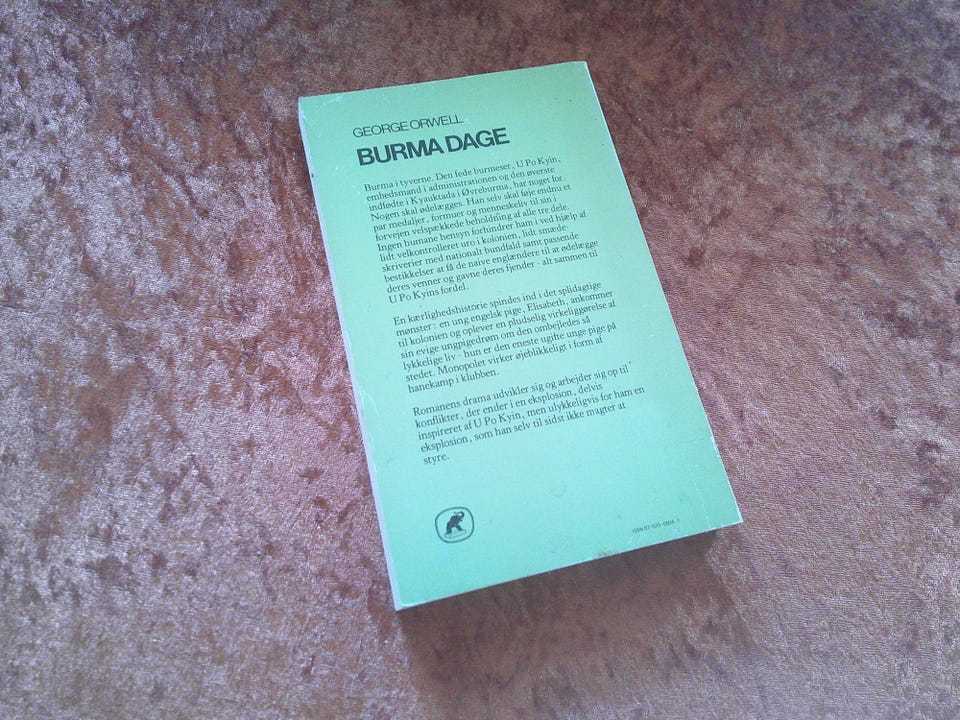 GEORGE ORWELL
BURMA DAGE
Burma i tyverne. Den fede burmeser, U Po Kyin,
embedsmand i administrationen og den øverste
indfødte i Kyauktada i Øvreburma, har noget for.
Nogen skal ødelægges. Han selv skal føje endnu et
par medaljer, formuer og menneskeliv til sin i
forvejen velspækkede beholdning af alle tre dele.
Ingen humane hensyn forhindrer ham i ved hjælp af
lidt velkontrolleret uro i kolonien, lidt smæde-
skriverier med nationalt bundfald samt passende
bestikkelser at få de naive englændere til at ødelægge
deres venner og gavne deres fjender - alt sammen til
U Po Kyins fordel.
En kærlighedshistorie spindes ind i det splidagtige
mønster: en ung engelsk pige, Elisabeth, ankommer
til kolonien og oplever en pludselig virkeliggørelse af
sin evige ungpigedrøm om den ombejledes så
lykkelige liv - hun er den eneste ugifte unge pige på
stedet. Monopolet virker øjeblikkeligt i form af
hanekamp i klubben.
Romanens drama udvikler sig og arbejder sig op til
konflikter, der ender i en eksplosion, delvis
inspireret af U Po Kyin, men ulykkeligvis for ham en
eksplosion, som han selv til sidst ikke magter at
styre.
ISBN 87-570-